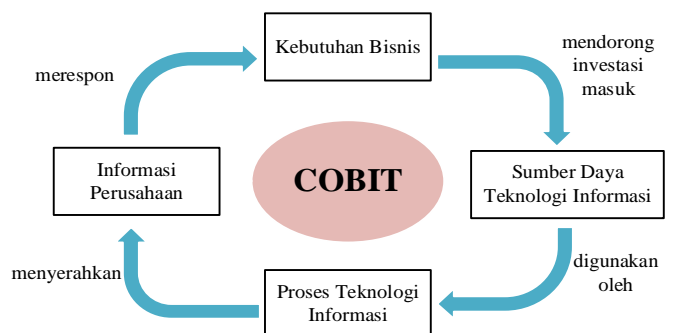 Kebutuhan Bisnis
mendorong
investasi
masuk
merespon
Informasi
Perusahaan
COBIT
Sumber Daya
Teknologi Informasi
menyerahkan
digunakan
oleh
Proses Teknologi
Informasi